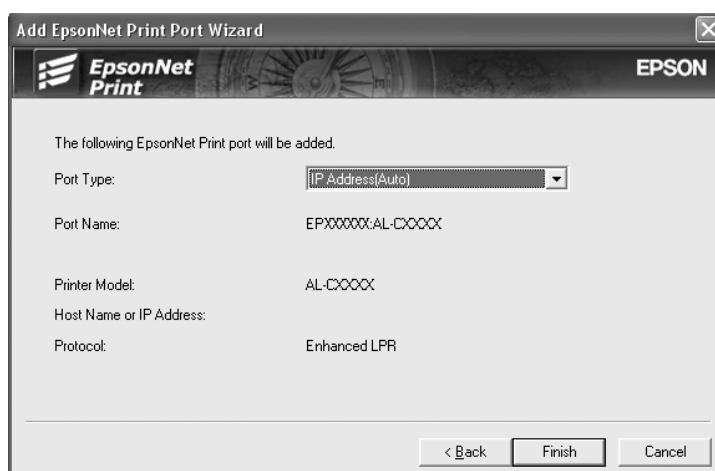 Add EpsonNet Print Port Wizard
EpsonNet
Print
EPSON
The following EpsonNet Print port will be added.
Port Type:
IP Address(Auto)
Port Name:
EPXXXXXX:AL-CXXXX
Printer Model:
AL-CXXXX
Host Name or IP Address:
Protocol:
Enhanced LPR
< Back
Finish
Cancel